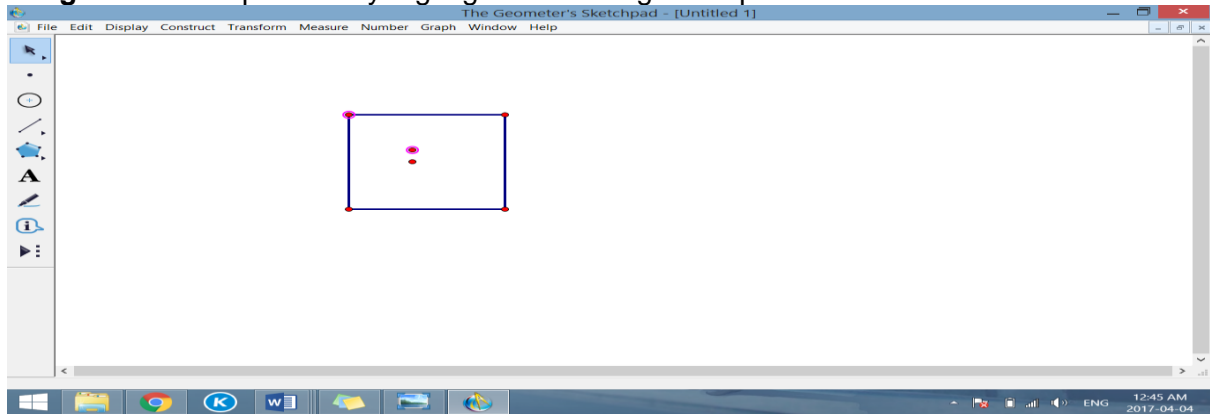 The Geometer's Sketchpad - [Untitled 1]
File Edit Display Construct Transform Measure Number Graph Window Help
A
K
W
ENG
12:45 AM
2017-04-04